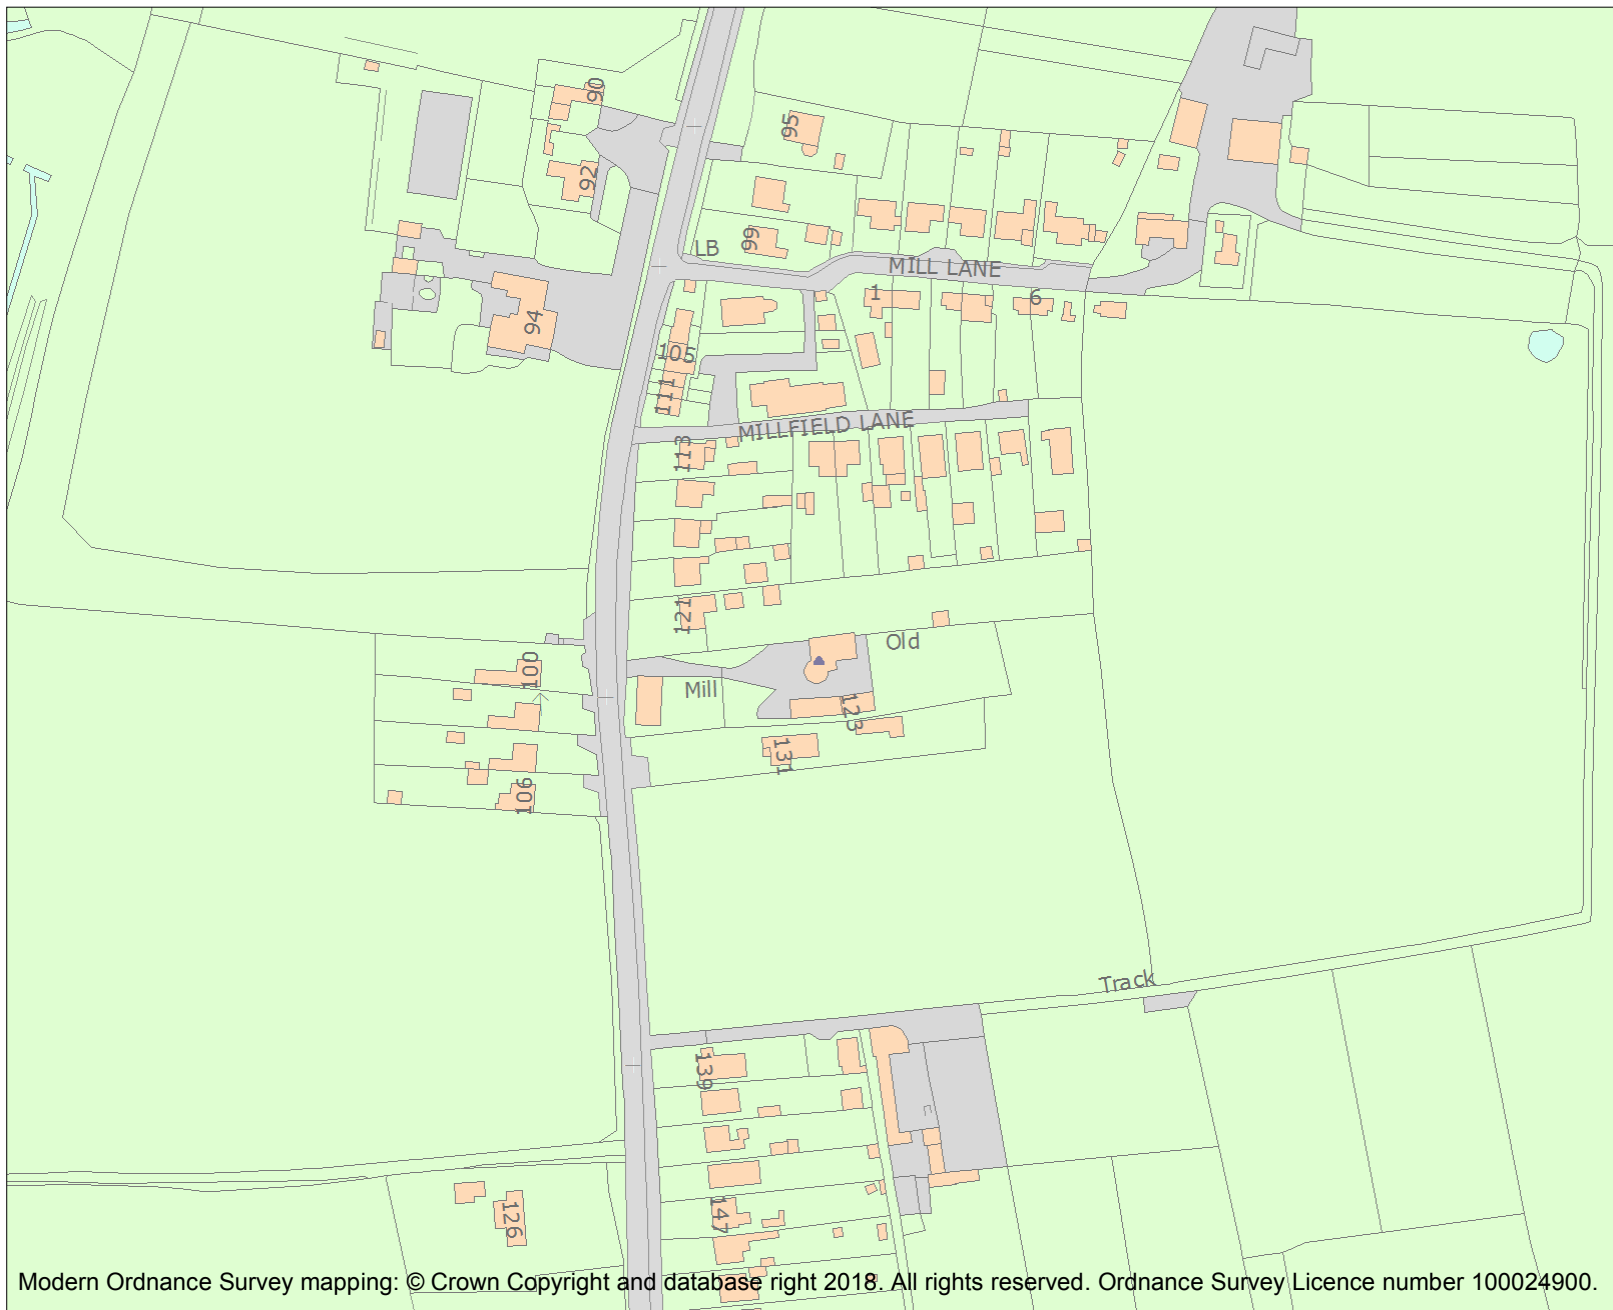 90
95
92
99
LB
MILL LANE
1
6
94
105
111
MILLFIELD LANE
113
121
Old
100
Mill
123
131
106
Track
139
147
126
Modern Ordnance Survey mapping: © Crown Copyright and database right 2018. All rights reserved. Ordnance Survey Licence number 100024900.